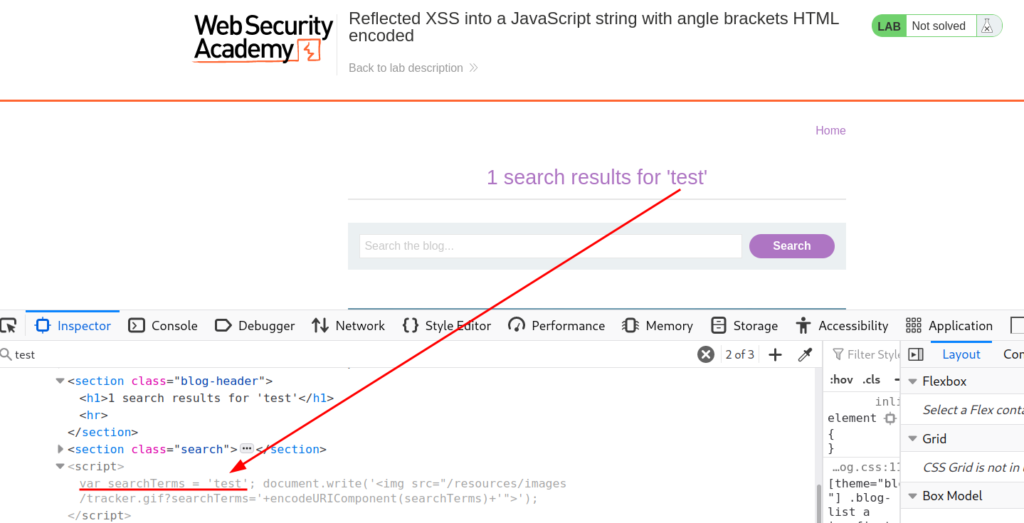 Web Security
Academy
Reflected XSS into a JavaScript string with angle brackets HTML
encoded
Back to lab description
LAB Not solved
Home
1 search results for 'test'
Search the blog...
Search
Inspector Console Debugger Network Style Editor Performance Memory Storage Accessibility Application
test
2 of 3
Filter Style
Layout
<section class="blog-header">
<h1>1 search results for 'test'</h1>
<hr>
</section>
<section class="search"></section>
<script>
var searchTerms = 'test'; document.write('<img src="/resources/images
/tracker.gif?searchTerms='+encodeURIComponent(searchTerms)+'">');
</script>
:hov .cls
element
{
}
…og.css:11
[theme="blo
"] .blog-
list a
Flexbox
Select a Flex conta
Grid
CSS Grid is not in
Box Model